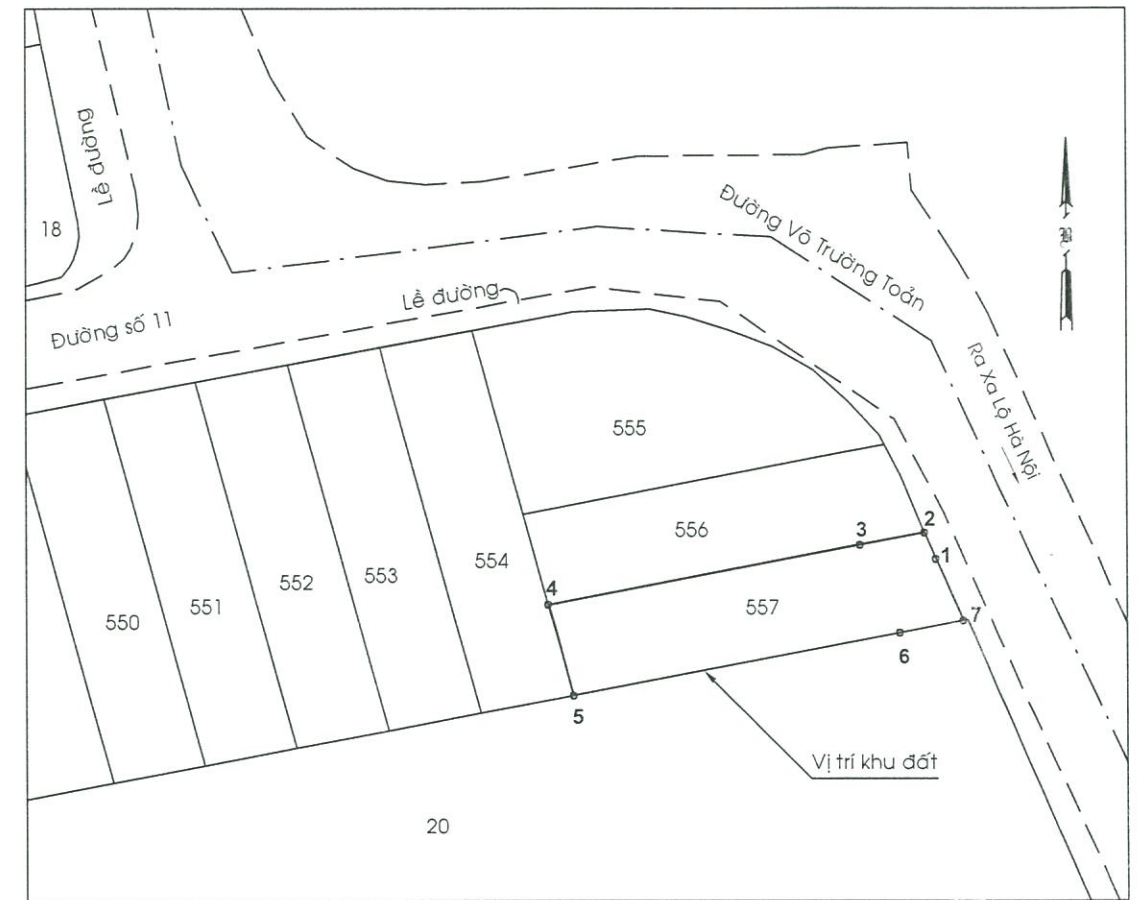 Lề đường
18
Đường số 11
Lề đường
Đường Võ Trường Toản
Ra Xa Lộ Hà Nội
555
556
2
3
1
554
4
553
552
551
550
557
7
6
5
Vị trí khu đất
20